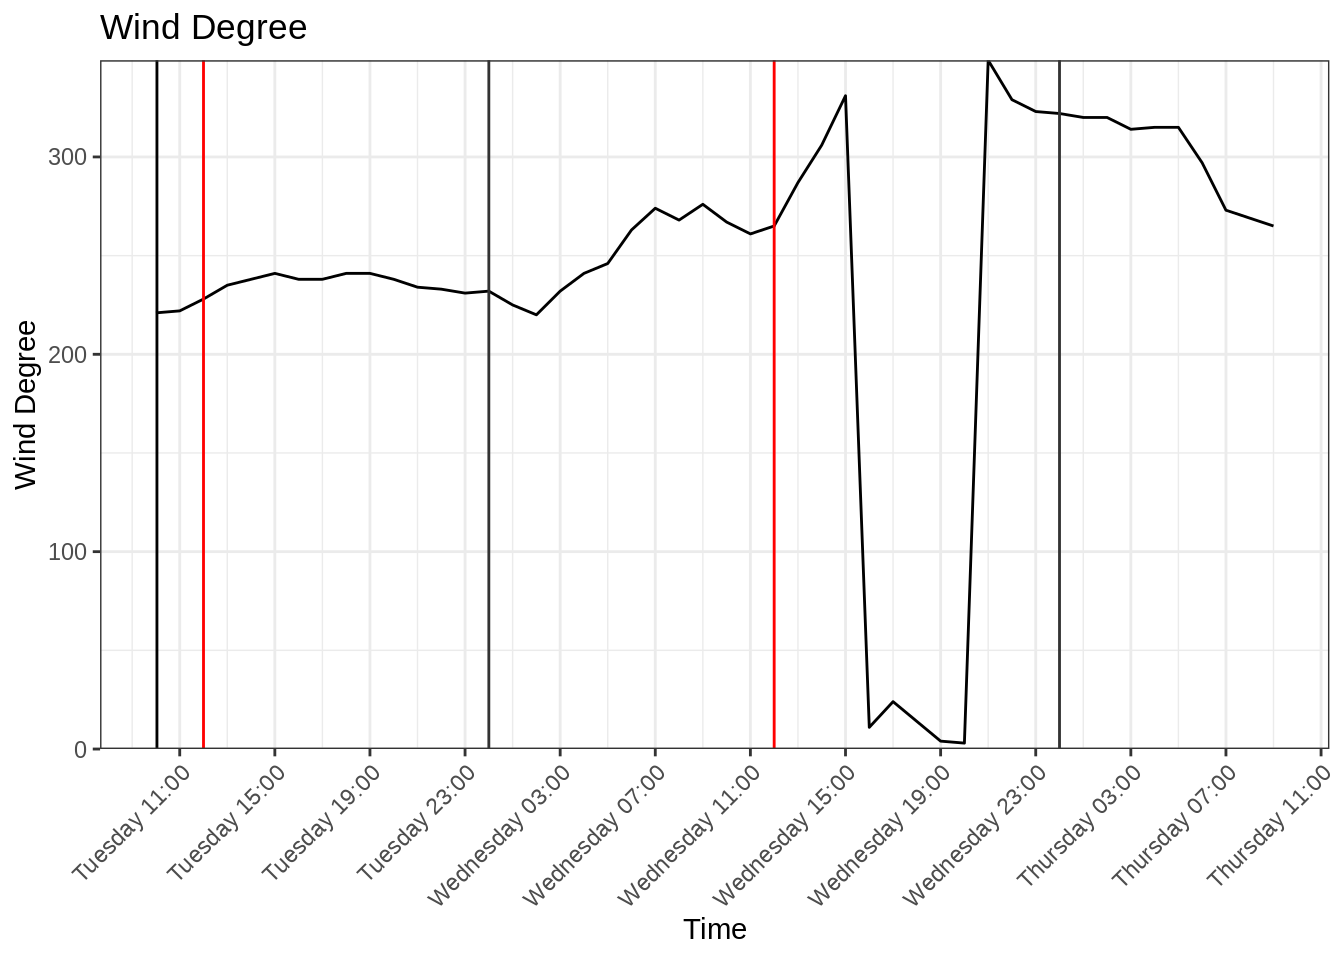 Wind Degree
Wind Degree
300
200
100
0
Tuesday 11:00
Tuesday 15:00
Tuesday 19:00
Tuesday 23:00
Wednesday 03:00
Wednesday 07:00
Wednesday 11:00
Wednesday 15:00
Wednesday 19:00
Wednesday 23:00
Thursday 03:00
Thursday 07:00
Thursday 11:00
Time